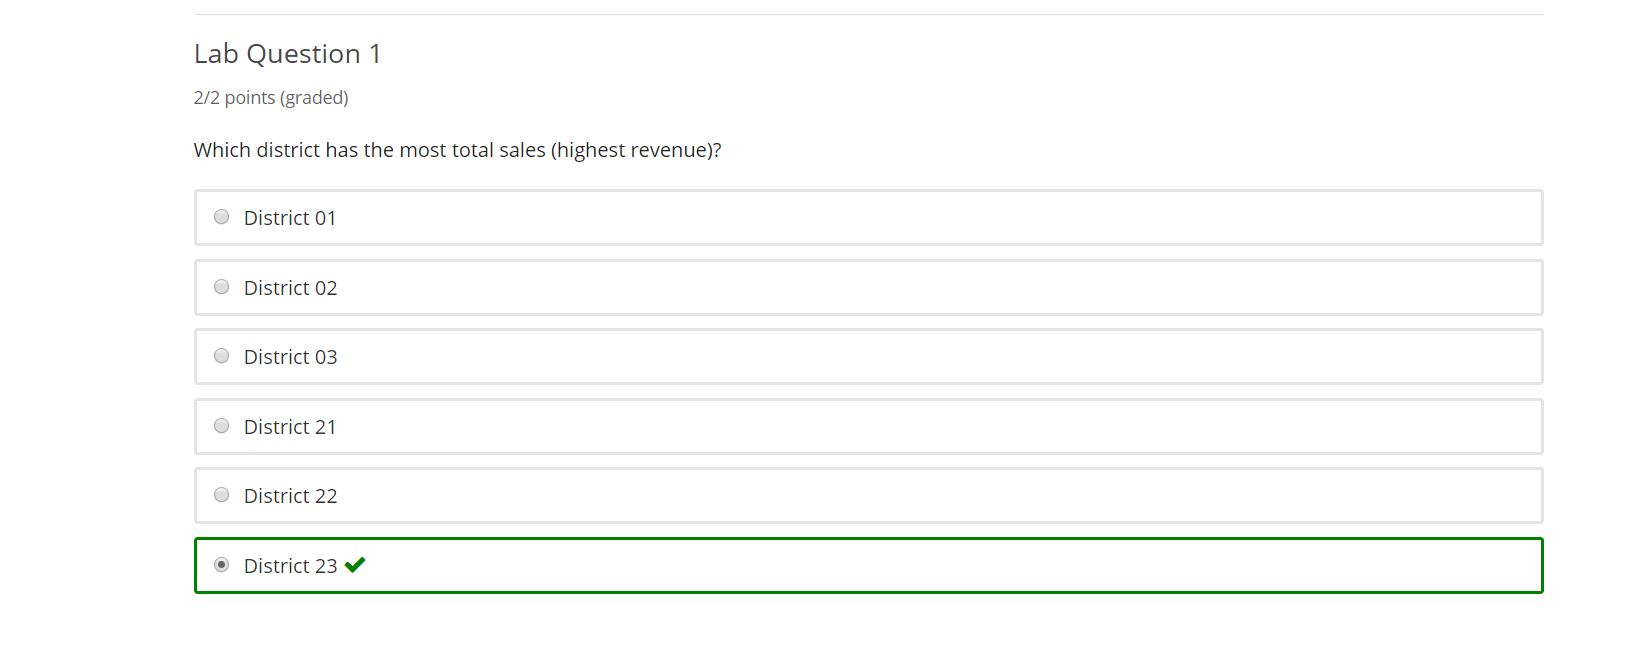 Lab Question 1
2/2 points (graded)
Which district has the most total sales (highest revenue)?
District 01
District 02
District 03
District 21
District 22
District 23